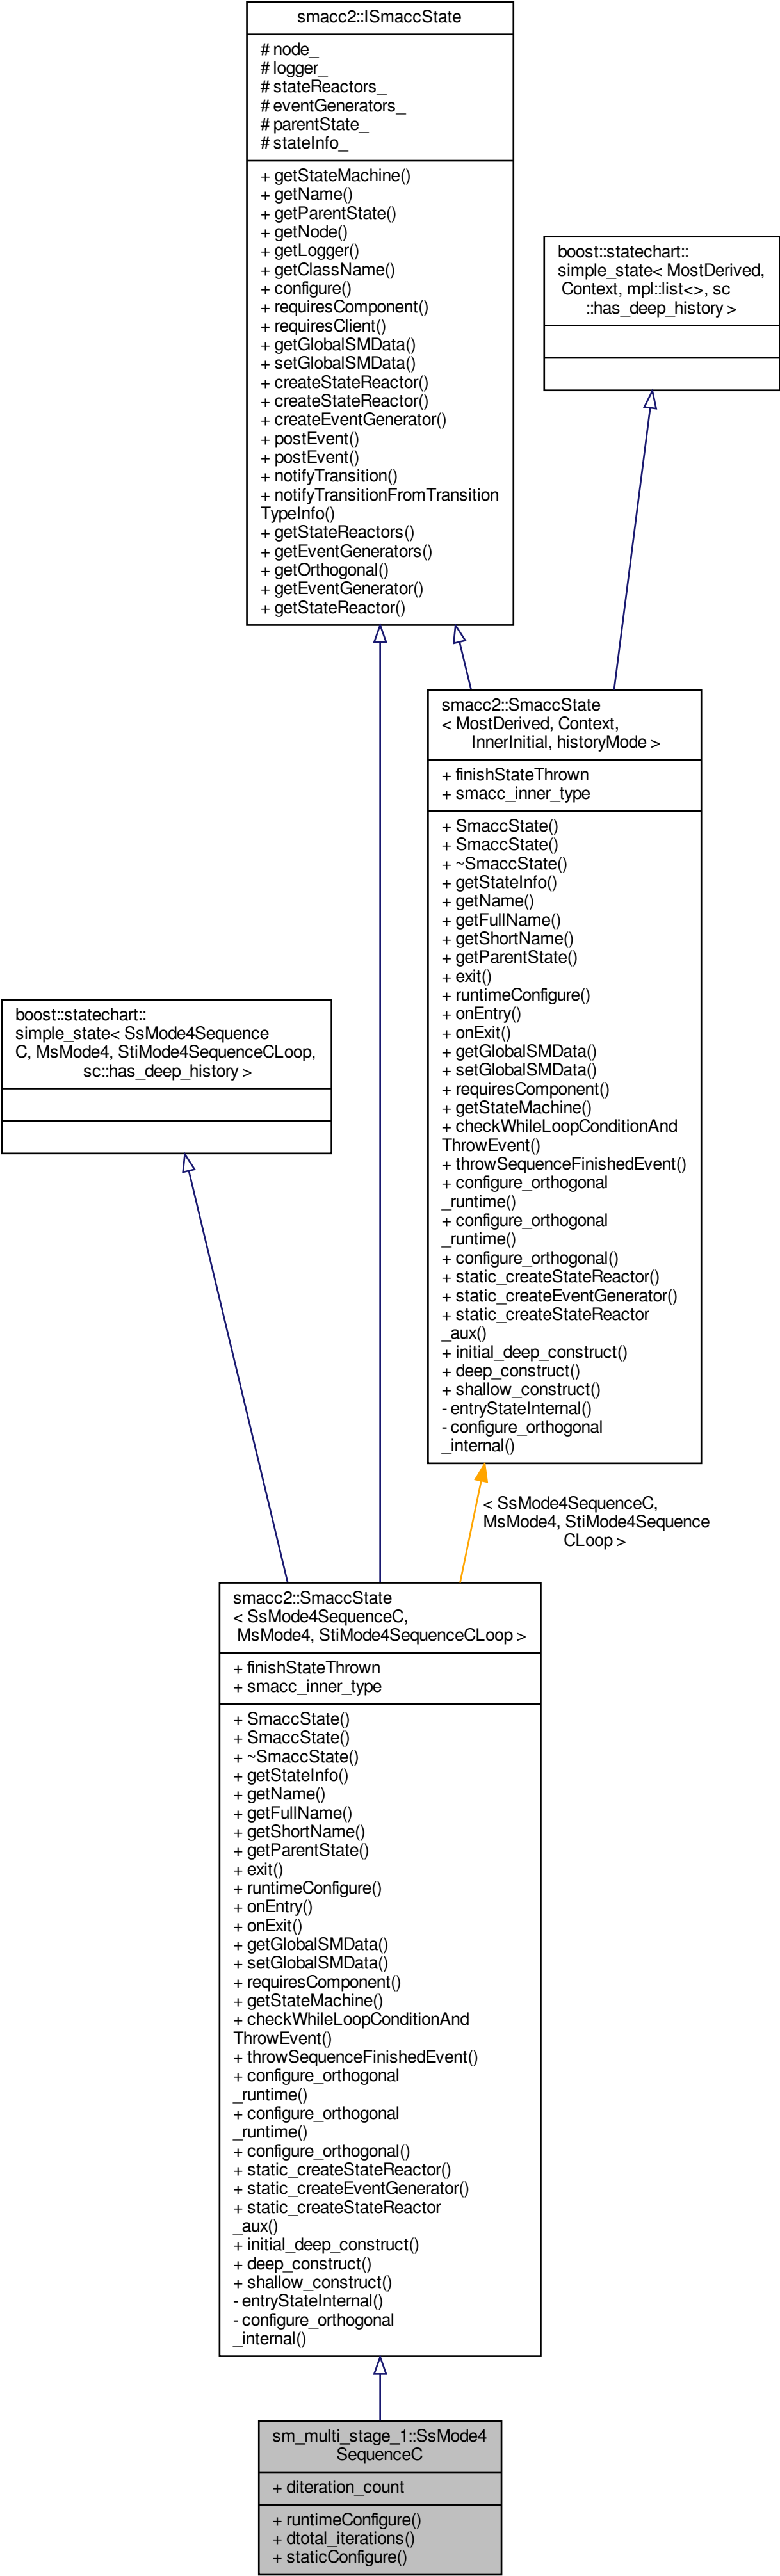 smacc2::ISmaccState
# node_
# logger_
# stateReactors_
# eventGenerators_
# parentState_
# stateInfo_
+ getStateMachine()
+ getName()
+ getParentState()
+ getNode()
+ getLogger()
+ getClassName()
+ configure()
+ requiresComponent()
+ requiresClient()
+ getGlobalSMData()
+ setGlobalSMData()
+ createStateReactor()
+ createStateReactor()
+ createEventGenerator()
+ postEvent()
+ postEvent()
+ notifyTransition()
+ notifyTransitionFromTransition
TypeInfo()
+ getStateReactors()
+ getEventGenerators()
+ getOrthogonal()
+ getEventGenerator()
+ getStateReactor()
boost::statechart::
simple_state< MostDerived,
Context, mpl::list<>, sc
::has_deep_history >
smacc2::SmaccState
< MostDerived, Context,
InnerInitial, historyMode >
+ finishStateThrown
+ smacc_inner_type
+ SmaccState()
+ SmaccState()
+ ~SmaccState()
+ getStateInfo()
+ getName()
+ getFullName()
+ getShortName()
+ getParentState()
+ exit()
+ runtimeConfigure()
+ onEntry()
+ onExit()
+ getGlobalSMData()
+ setGlobalSMData()
+ requiresComponent()
+ getStateMachine()
+ checkWhileLoopConditionAnd
ThrowEvent()
+ throwSequenceFinishedEvent()
+ configure_orthogonal
_runtime()
+ configure_orthogonal
_runtime()
+ configure_orthogonal()
+ static_createStateReactor()
+ static_createEventGenerator()
+ static_createStateReactor
_aux()
+ initial_deep_construct()
+ deep_construct()
+ shallow_construct()
- entryStateInternal()
- configure_orthogonal
_internal()
boost::statechart::
simple_state< SsMode4Sequence
C, MsMode4, StiMode4SequenceCLoop,
sc::has_deep_history >
< SsMode4SequenceC,
MsMode4, StiMode4Sequence
CLoop >
smacc2::SmaccState
< SsMode4SequenceC,
MsMode4, StiMode4SequenceCLoop >
+ finishStateThrown
+ smacc_inner_type
+ SmaccState()
+ SmaccState()
+ ~SmaccState()
+ getStateInfo()
+ getName()
+ getFullName()
+ getShortName()
+ getParentState()
+ exit()
+ runtimeConfigure()
+ onEntry()
+ onExit()
+ getGlobalSMData()
+ setGlobalSMData()
+ requiresComponent()
+ getStateMachine()
+ checkWhileLoopConditionAnd
ThrowEvent()
+ throwSequenceFinishedEvent()
+ configure_orthogonal
_runtime()
+ configure_orthogonal
_runtime()
+ configure_orthogonal()
+ static_createStateReactor()
+ static_createEventGenerator()
+ static_createStateReactor
_aux()
+ initial_deep_construct()
+ deep_construct()
+ shallow_construct()
- entryStateInternal()
- configure_orthogonal
_internal()
sm_multi_stage_1::SsMode4
SequenceC
+ diteration_count
+ runtimeConfigure()
+ dtotal_iterations()
+ staticConfigure()